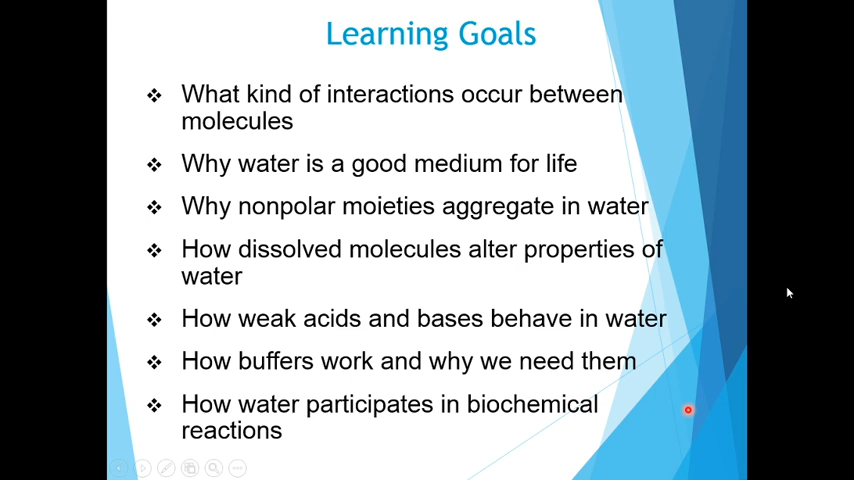 Learning Goals
❖ What kind of interactions occur between
molecules
❖ Why water is a good medium for life
❖ Why nonpolar moieties aggregate in water
❖ How dissolved molecules alter properties of
water
❖ How weak acids and bases behave in water
❖ How buffers work and why we need them
❖ How water participates in biochemical
reactions